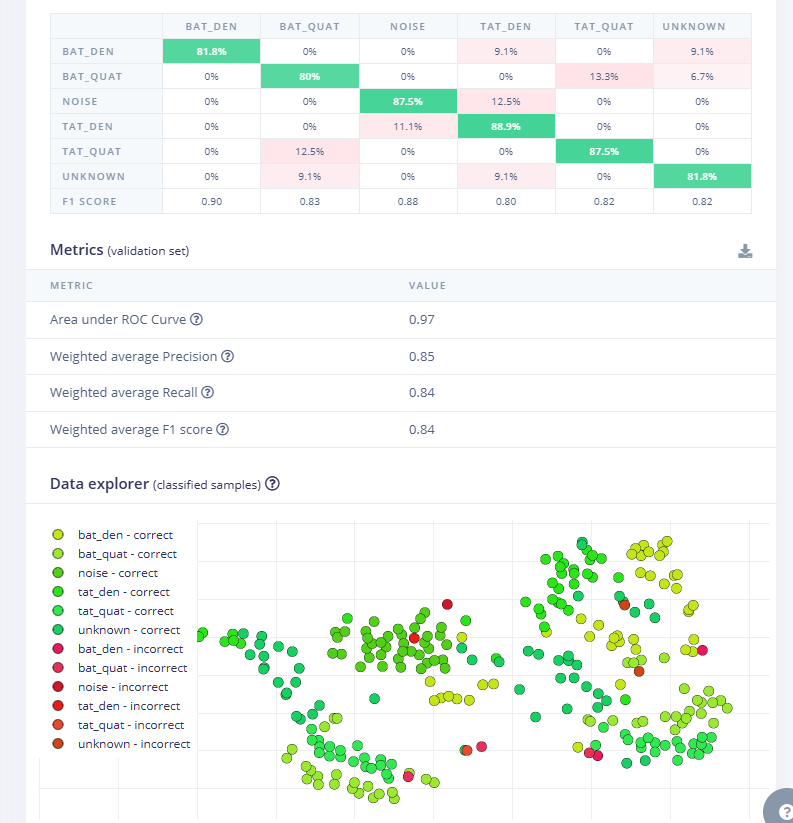 BAT_DEN BAT_QUAT NOISE TAT_DEN TAT_QUAT UNKNOWN
BAT_DEN 81.8% 0% 0% 9.1% 0% 9.1%
BAT_QUAT 0% 80% 0% 0% 13.3% 6.7%
NOISE 0% 0% 87.5% 12.5% 0% 0%
TAT_DEN 0% 0% 11.1% 88.9% 0% 0%
TAT_QUAT 0% 12.5% 0% 0% 87.5% 0%
UNKNOWN 0% 9.1% 0% 9.1% 0% 81.8%
F1 SCORE 0.90 0.83 0.88 0.80 0.82 0.82
Metrics (validation set)
METRIC VALUE
Area under ROC Curve ? 0.97
Weighted average Precision ? 0.85
Weighted average Recall ? 0.84
Weighted average F1 score ? 0.84
Data explorer (classified samples) ?
bat_den - correct
bat_quat - correct
noise - correct
tat_den - correct
tat_quat - correct
unknown - correct
bat_den - incorrect
bat_quat - incorrect
noise - incorrect
tat_den - incorrect
tat_quat - incorrect
unknown - incorrect
?